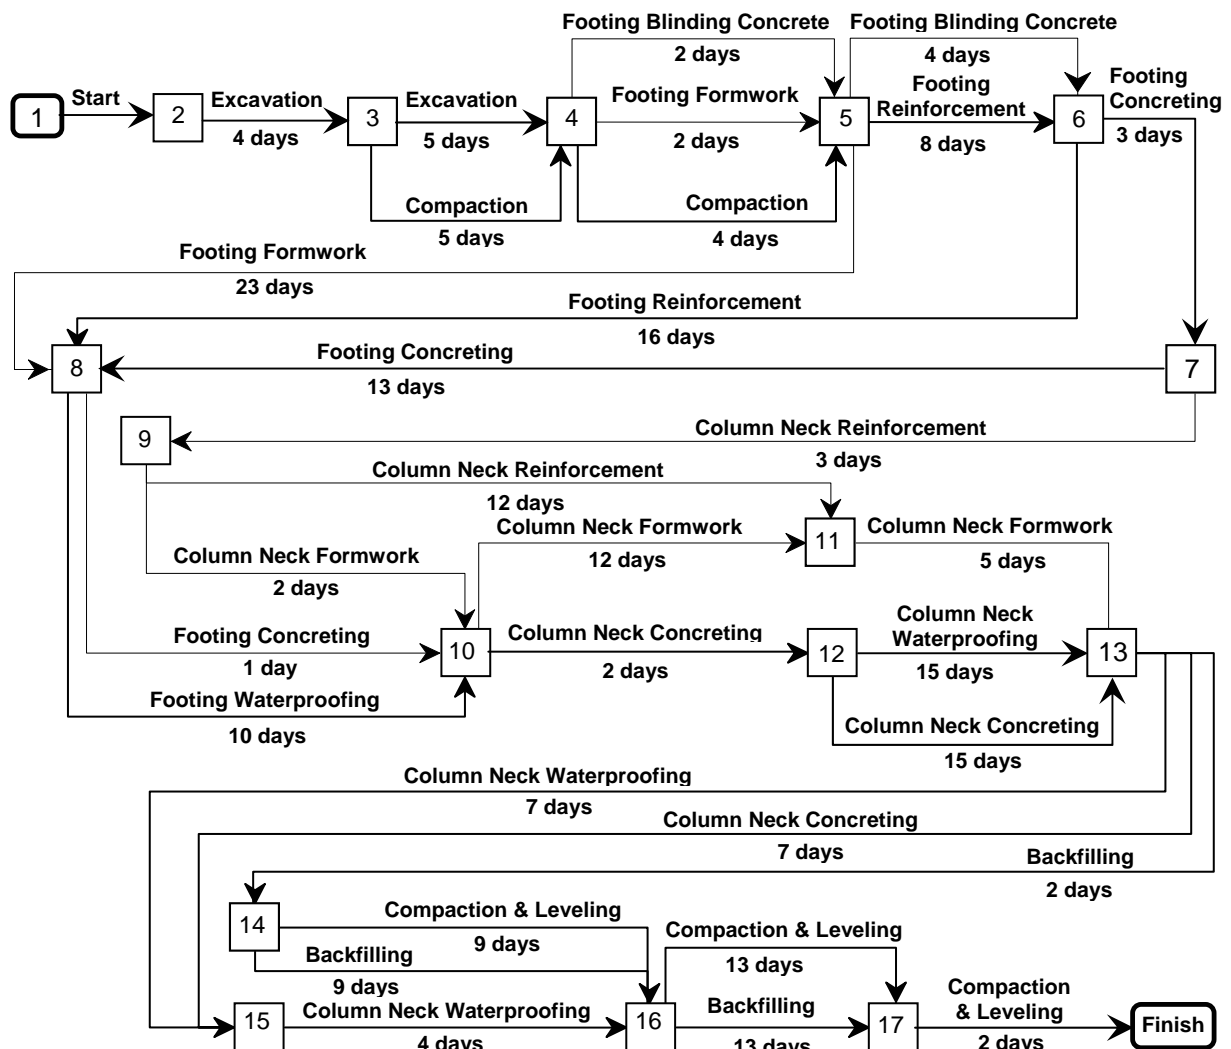 Footing Blinding Concrete
2 days
Footing Blinding Concrete
4 days
1
Start
2
Excavation
4 days
3
Excavation
5 days
4
Footing Formwork
2 days
5
Footing
Reinforcement
8 days
6
Footing
Concreting
3 days
Compaction
5 days
Compaction
4 days
Footing Formwork
23 days
Footing Reinforcement
16 days
8
Footing Concreting
13 days
7
9
Column Neck Reinforcement
3 days
Column Neck Reinforcement
12 days
Column Neck Formwork
12 days
11
Column Neck Formwork
5 days
Column Neck Formwork
2 days
Footing Concreting
1 day
10
Column Neck Concreting
2 days
12
Column Neck
Waterproofing
15 days
13
Footing Waterproofing
10 days
Column Neck Concreting
15 days
Column Neck Waterproofing
7 days
Column Neck Concreting
7 days
Backfilling
2 days
14
Compaction & Leveling
9 days
Backfilling
9 days
Compaction & Leveling
13 days
15
Column Neck Waterproofing
4 days
16
Backfilling
13 days
17
Compaction
& Leveling
2 days
Finish